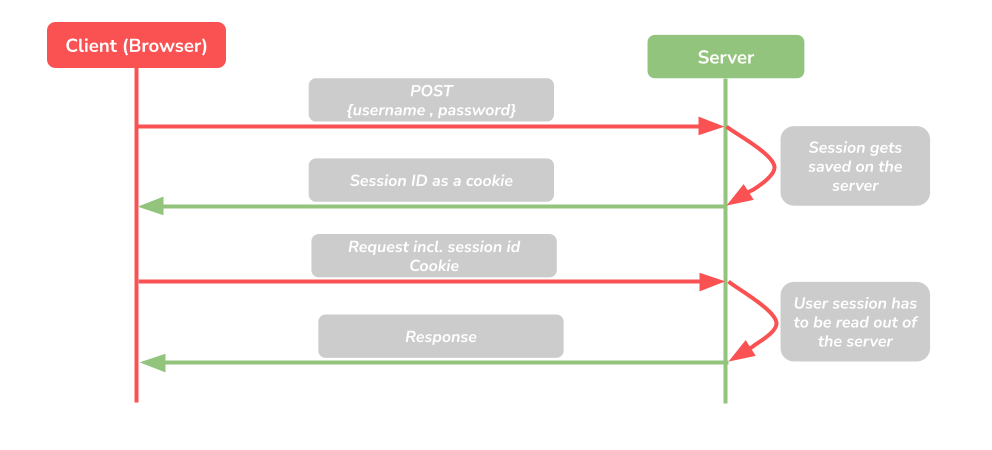 Client (Browser)
Server
POST
{username , password}
Session gets
saved on the
server
Session ID as a cookie
Request incl. session id
Cookie
User session has
to be read out of
the server
Response